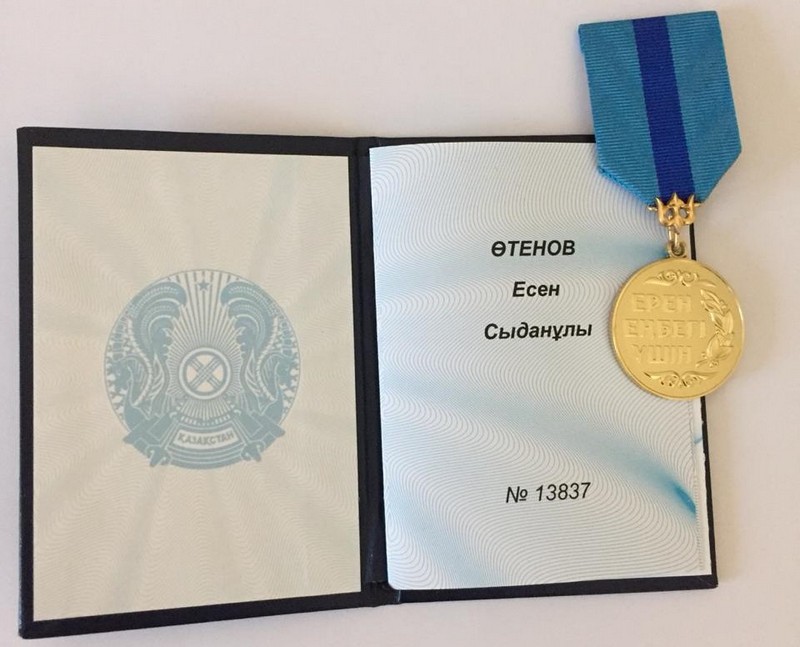 ҚАЗАҚСТАН
ӨТЕНОВ
Есен
Сыданұлы
№ 13837
ЕРЕН
ЕҢБЕГІ
ҮШІН